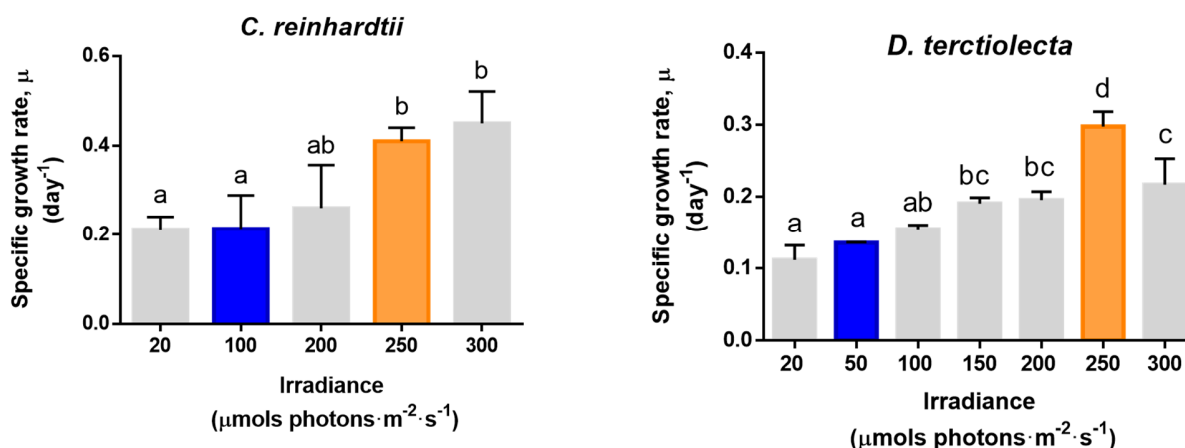 C. reinhardtii
Specific growth rate, μ
(day⁻¹)
0.6
0.4
0.2
0.0
a
a
ab
b
b
20 100 200 250 300
Irradiance
(μmols photons·m⁻²·s⁻¹)
D. terctiolecta
Specific growth rate, μ
(day⁻¹)
0.4
0.3
0.2
0.1
0.0
a
a
ab
bc
bc
d
c
20 50 100 150 200 250 300
Irradiance
(μmols photons·m⁻²·s⁻¹)